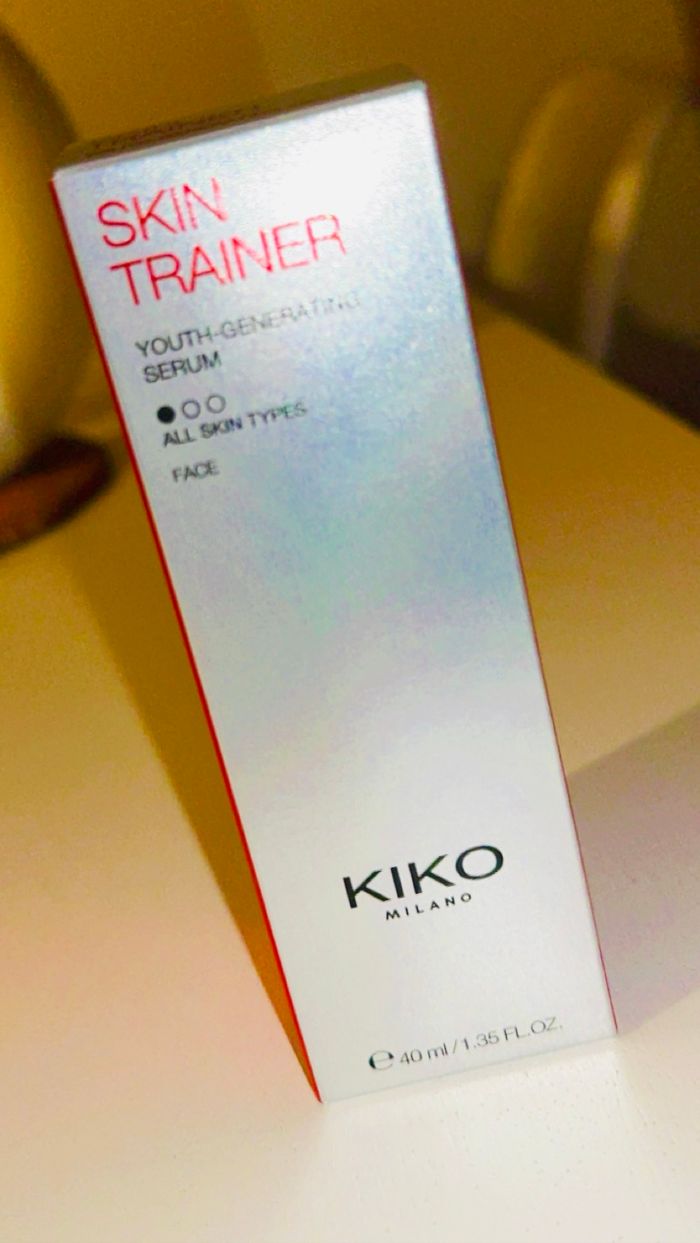 SKIN
TRAINER
YOUTH-GENERATING
SERUM
ALL SKIN TYPES
FACE
KIKO
MILANO
℮ 40 ml / 1.35 FL.OZ.